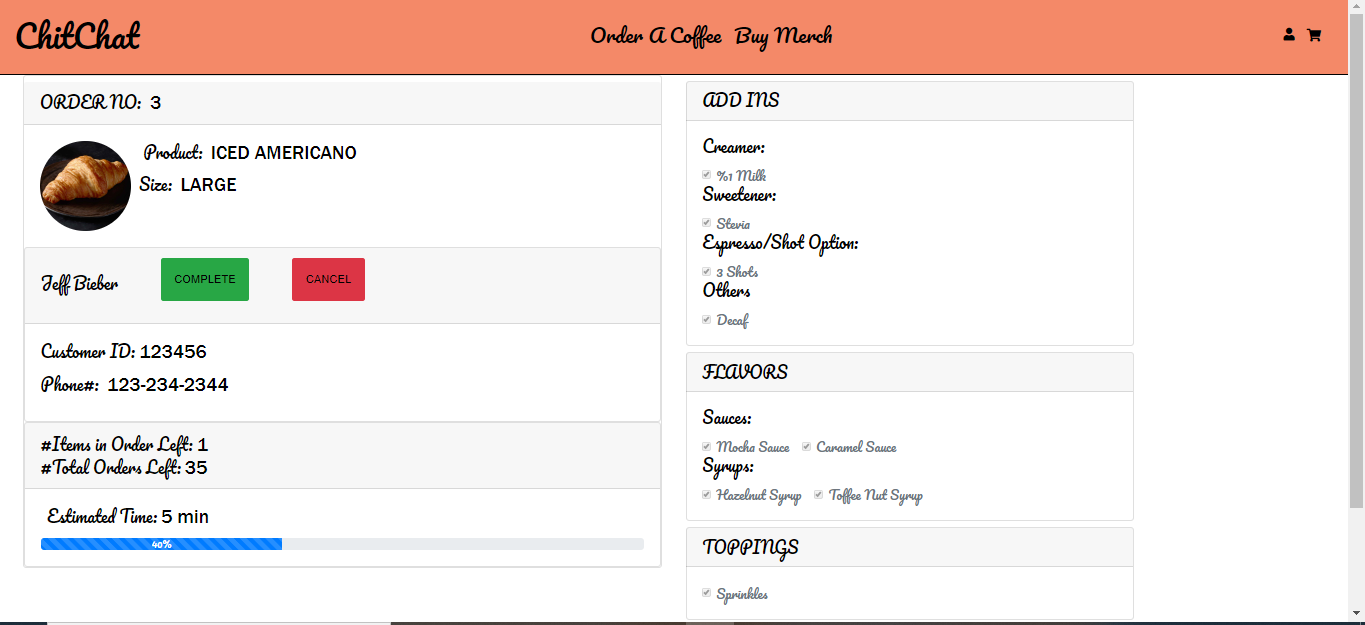 ChitChat
Order A Coffee Buy Merch
ORDER NO: 3
Product: ICED AMERICANO
Size: LARGE
Jeff Bieber COMPLETE CANCEL
Customer ID: 123456
Phone#: 123-234-2344
#Items in Order Left: 1
#Total Orders Left: 35
Estimated Time: 5 min
40%
ADD INS
Creamer:
%1 Milk
Sweetener:
Stevia
Espresso/Shot Option:
3 Shots
Others
Decaf
FLAVORS
Sauces:
Mocha Sauce Caramel Sauce
Syrups:
Hazelnut Syrup Toffee Nut Syrup
TOPPINGS
Sprinkles